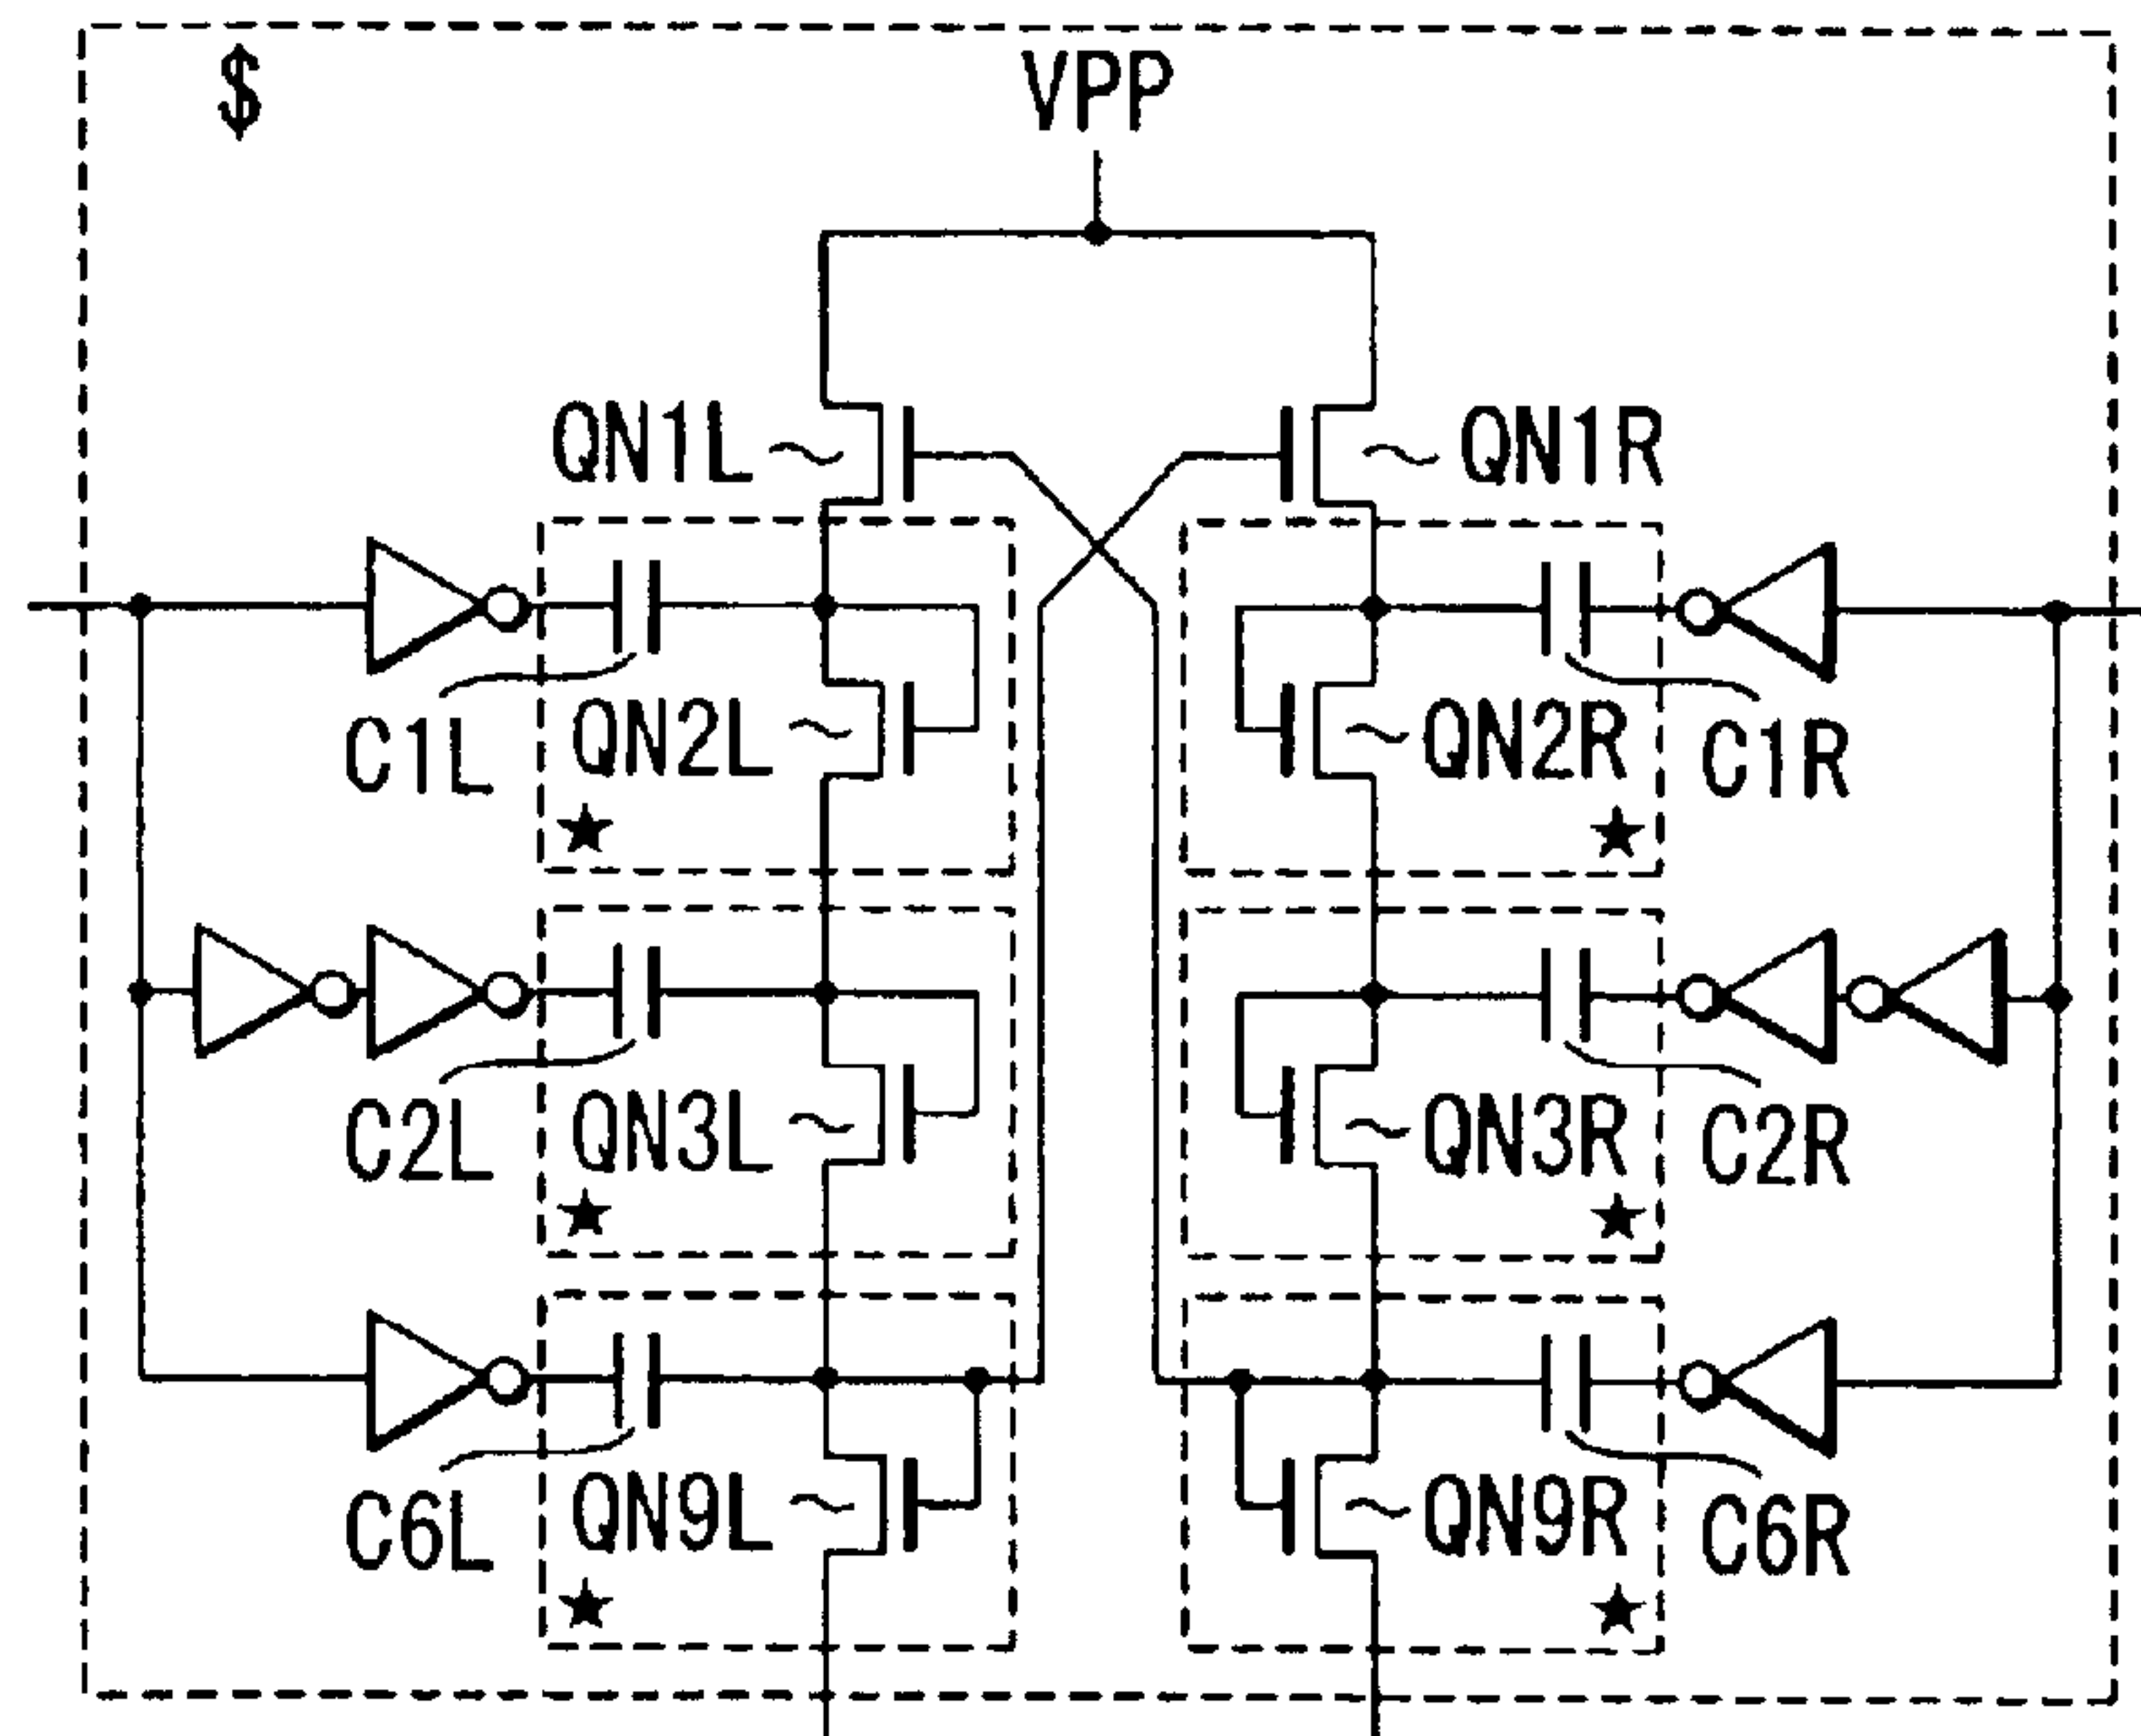 $
VPP
QN1L
QN1R
C1L
QN2L
QN2R
C1R
★
★
C2L
QN3L
QN3R
C2R
★
★
C6L
QN9L
QN9R
C6R
★
★